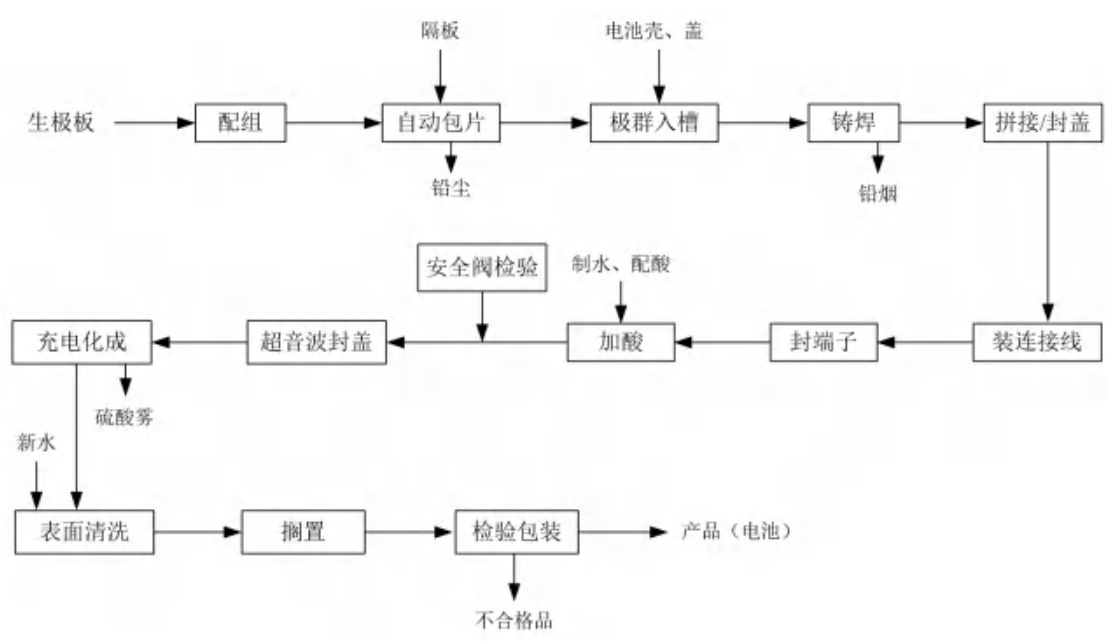 隔板
电池壳、盖
生极板
配组
自动包片
极群入槽
铸焊
拼接/封盖
铅尘
铅烟
安全阀检验
制水、配酸
充电化成
超音波封盖
加酸
封端子
装连接线
硫酸雾
新水
表面清洗
搁置
检验包装
产品（电池）
不合格品